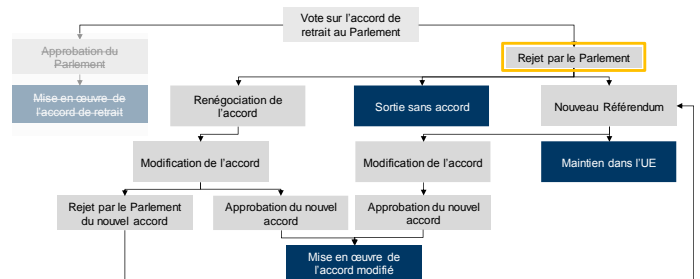 Vote sur l'accord de
retrait au Parlement
Approbation du
Parlement
Rejet par le Parlement
Mise en œuvre de
l'accord de retrait
Renégociation de
l'accord
Sortie sans accord
Nouveau Référendum
Modification de l'accord
Modification de l'accord
Maintien dans l'UE
Rejet par le Parlement
du nouvel accord
Approbation du nouvel
accord
Approbation du nouvel
accord
Mise en œuvre de
l'accord modifié